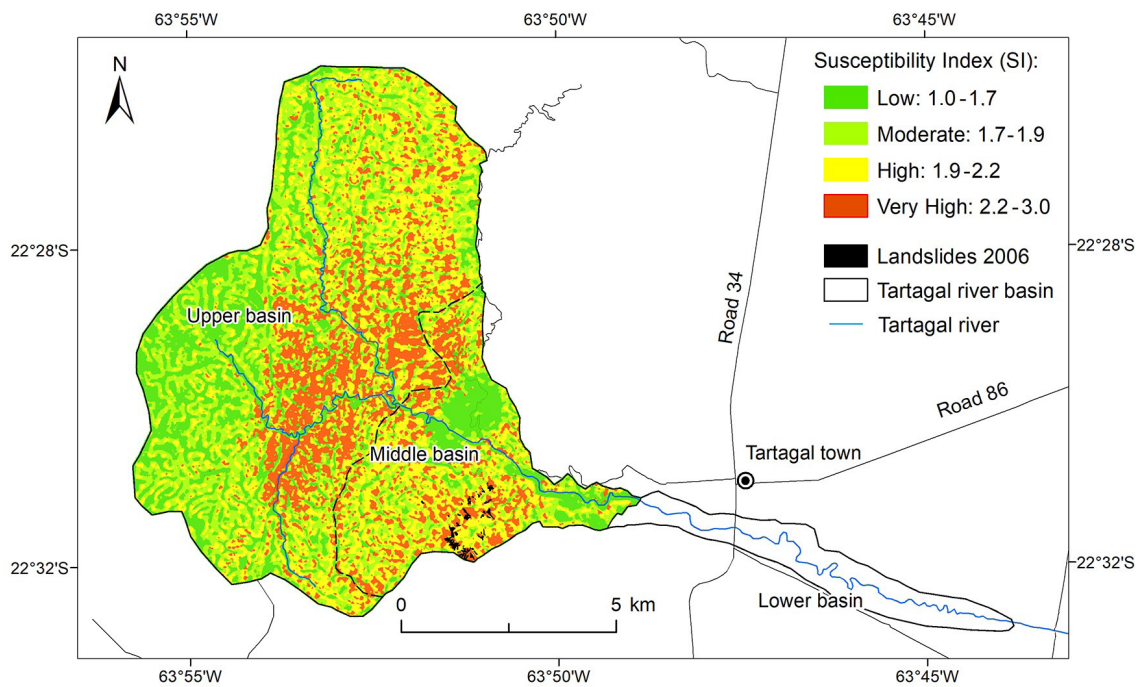 63°55'W 63°50'W 63°45'W
N
Susceptibility Index (SI):
Low: 1.0-1.7
Moderate: 1.7-1.9
High: 1.9-2.2
Very High: 2.2-3.0
Landslides 2006
Tartagal river basin
Tartagal river
22°28'S 22°28'S
Upper basin
Road 34
Road 86
Middle basin
Tartagal town
22°32'S 22°32'S
Lower basin
0 5 km
63°55'W 63°50'W 63°45'W